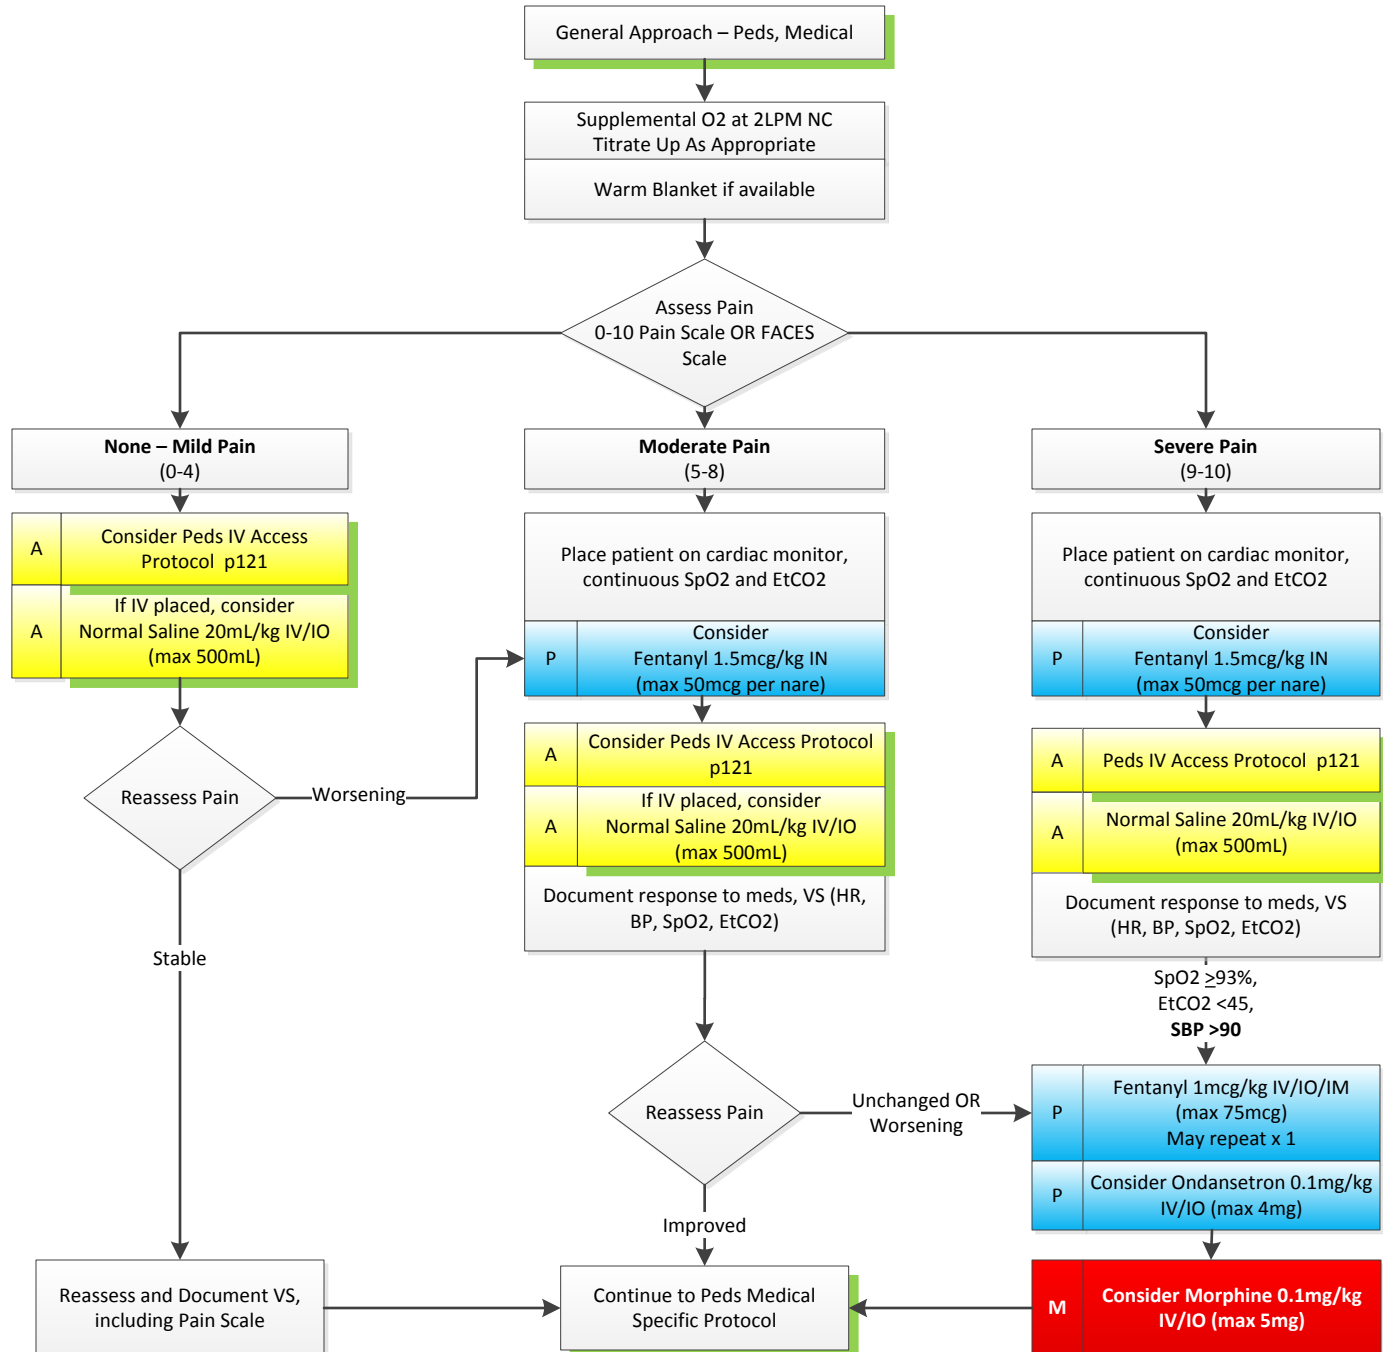 General Approach – Peds, Medical
Supplemental O2 at 2LPM NC
Titrate Up As Appropriate
Warm Blanket if available
Assess Pain
0-10 Pain Scale OR FACES
Scale
None – Mild Pain
(0-4)
A
Consider Peds IV Access
Protocol p121
A
If IV placed, consider
Normal Saline 20mL/kg IV/IO
(max 500mL)
Reassess Pain
Worsening
Stable
Reassess and Document VS,
including Pain Scale
Moderate Pain
(5-8)
Place patient on cardiac monitor,
continuous SpO2 and EtCO2
P
Consider
Fentanyl 1.5mcg/kg IN
(max 50mcg per nare)
A
Consider Peds IV Access Protocol
p121
A
If IV placed, consider
Normal Saline 20mL/kg IV/IO
(max 500mL)
Document response to meds, VS (HR,
BP, SpO2, EtCO2)
Reassess Pain
Unchanged OR
Worsening
Improved
Continue to Peds Medical
Specific Protocol
Severe Pain
(9-10)
Place patient on cardiac monitor,
continuous SpO2 and EtCO2
P
Consider
Fentanyl 1.5mcg/kg IN
(max 50mcg per nare)
A
Peds IV Access Protocol p121
A
Normal Saline 20mL/kg IV/IO
(max 500mL)
Document response to meds, VS
(HR, BP, SpO2, EtCO2)
SpO2 ≥93%,
EtCO2 <45,
SBP >90
P
Fentanyl 1mcg/kg IV/IO/IM
(max 75mcg)
May repeat x 1
P
Consider Ondansetron 0.1mg/kg
IV/IO (max 4mg)
M
Consider Morphine 0.1mg/kg
IV/IO (max 5mg)